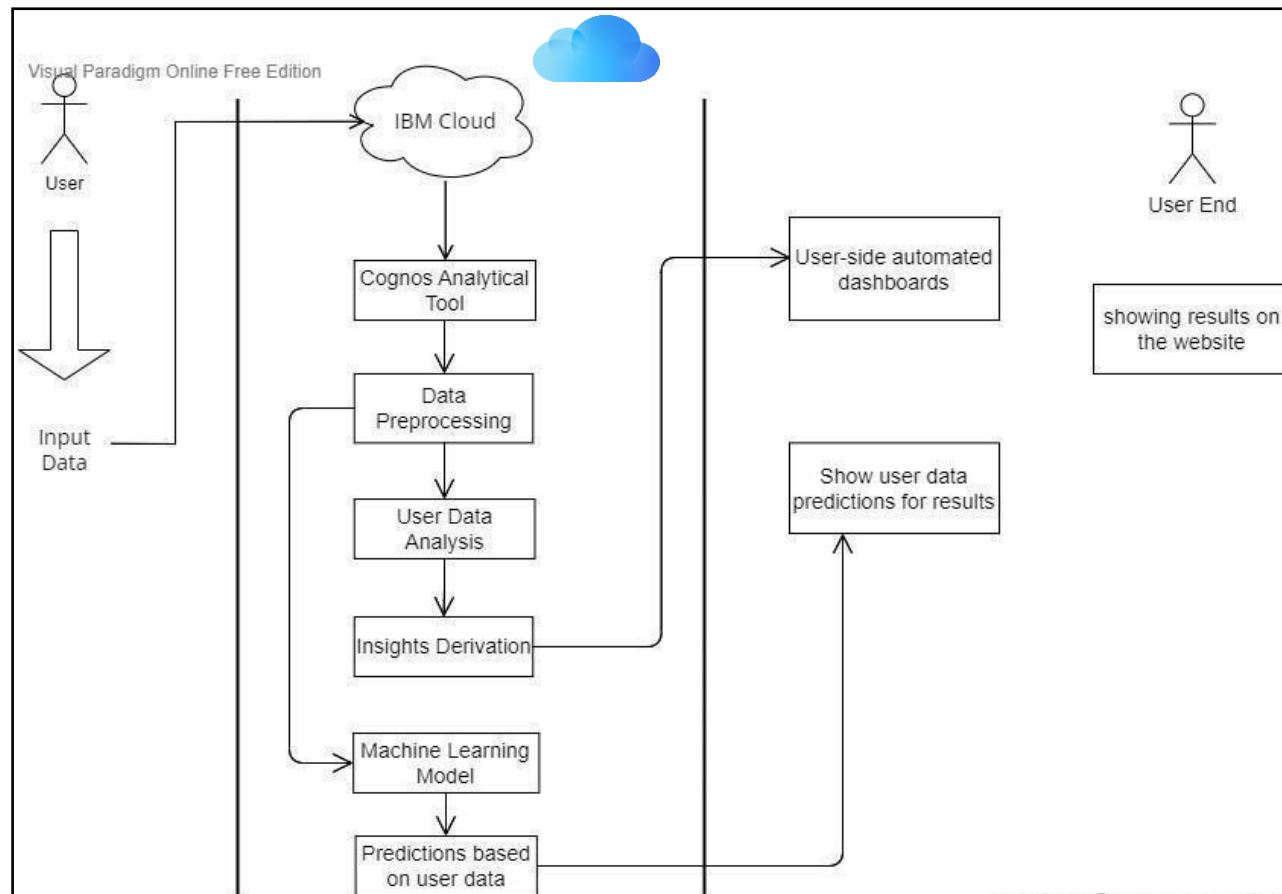 Visual Paradigm Online Free Edition
User
Input
Data
IBM Cloud
Cognos Analytical
Tool
Data
Preprocessing
User Data
Analysis
Insights Derivation
Machine Learning
Model
Predictions based
on user data
User-side automated
dashboards
Show user data
predictions for results
User End
showing results on
the website